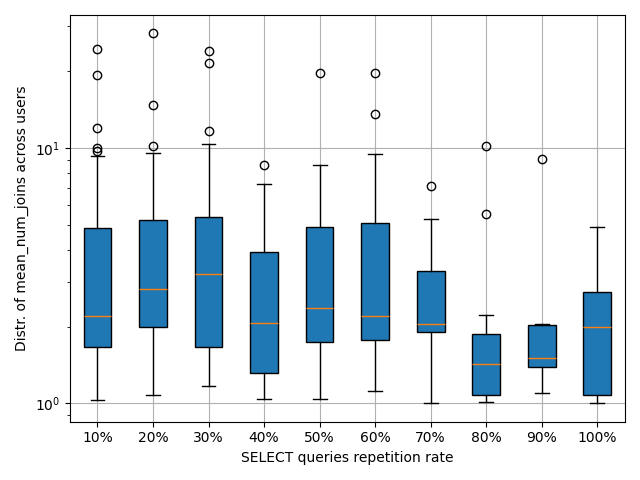 Distr. of mean_num_joins across users
10¹
10⁰
10% 20% 30% 40% 50% 60% 70% 80% 90% 100%
SELECT queries repetition rate